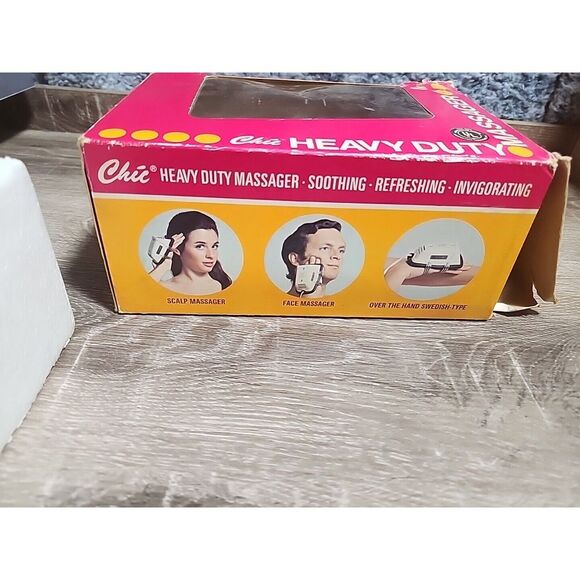 Chic HEAVY DUTY
MASSAGER
Chic® HEAVY DUTY MASSAGER · SOOTHING · REFRESHING · INVIGORATING
SCALP MASSAGER
FACE MASSAGER
OVER THE HAND SWEDISH-TYPE